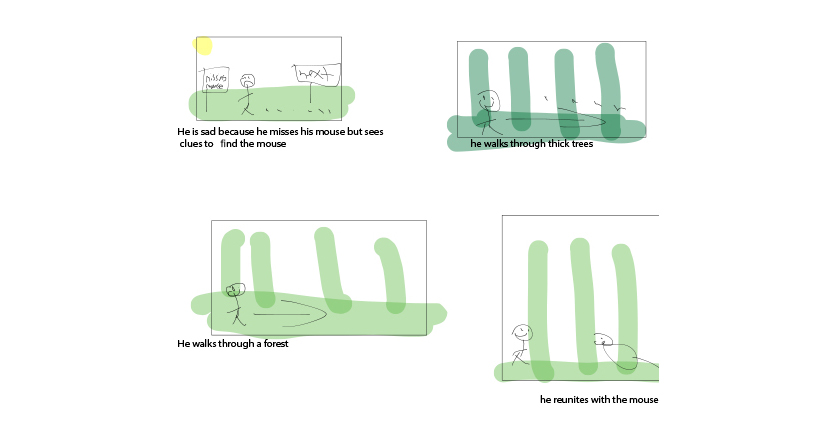 missing
mouse
next
He is sad because he misses his mouse but sees
clues to find the mouse
he walks through thick trees
He walks through a forest
he reunites with the mouse